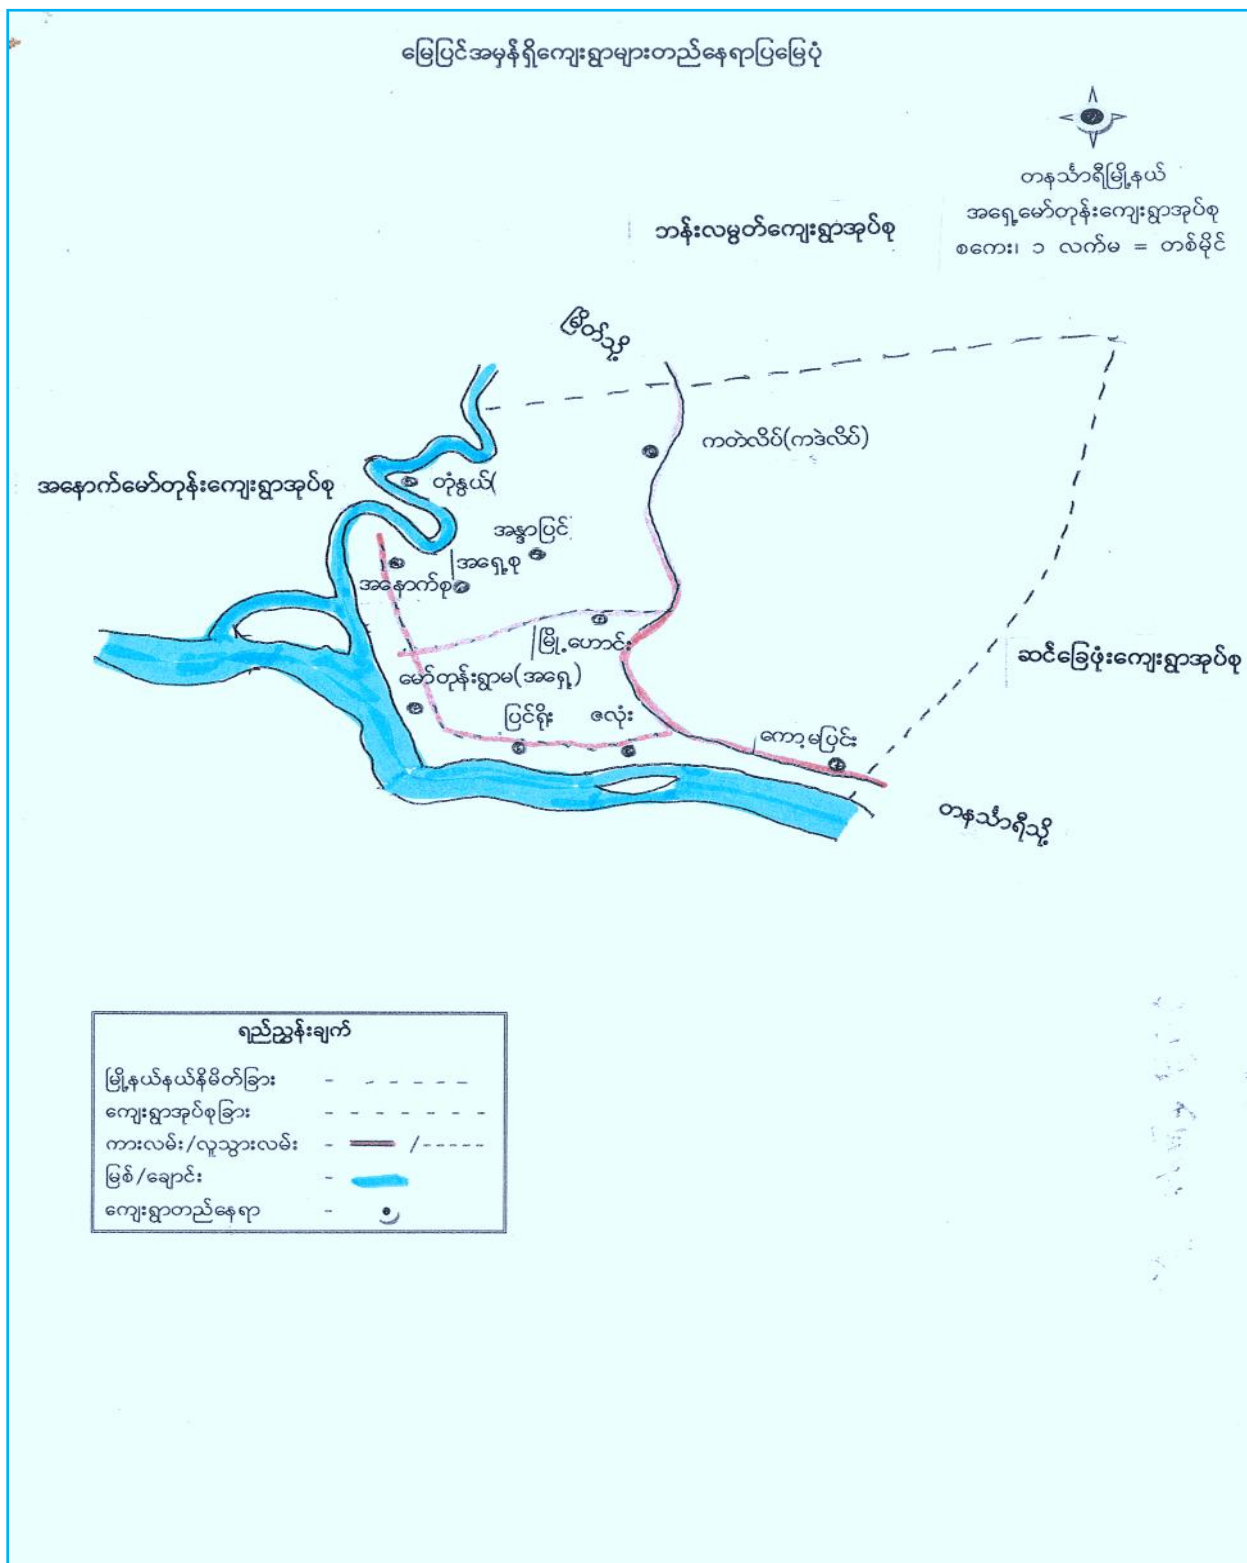 မြေပြင်အမှန်ရှိကျေးရွာများတည်နေရာပြမြေပုံ
တနင်္သာရီမြို့နယ်
အရှေ့မော်တုန်းကျေးရွာအုပ်စု
စကေး၊ ၁ လက်မ = တစ်မိုင်
ဘန်းလမွတ်ကျေးရွာအုပ်စု
မြိတ်သို့
ကတဲလိပ်(ကဒဲလိပ်)
အနောက်မော်တုန်းကျေးရွာအုပ်စု
တုံနွယ်(
အန္ဒာပြင်
အရှေ့စု
အနောက်စု
မြို့ဟောင်း
ဆင်ခြေဖုံးကျေးရွာအုပ်စု
မော်တုန်းရွာမ(အရှေ့)
ပြင်ရိုး
ဇလုံး
ကော့မပြင်း
တနင်္သာရီသို့
ရည်ညွှန်းချက်
မြို့နယ်နယ်နိမိတ်ခြား - - - - - -
ကျေးရွာအုပ်စုခြား - - - - - - - -
ကားလမ်း/လူသွားလမ်း - /-----
မြစ်/ချောင်း -
ကျေးရွာတည်နေရာ -